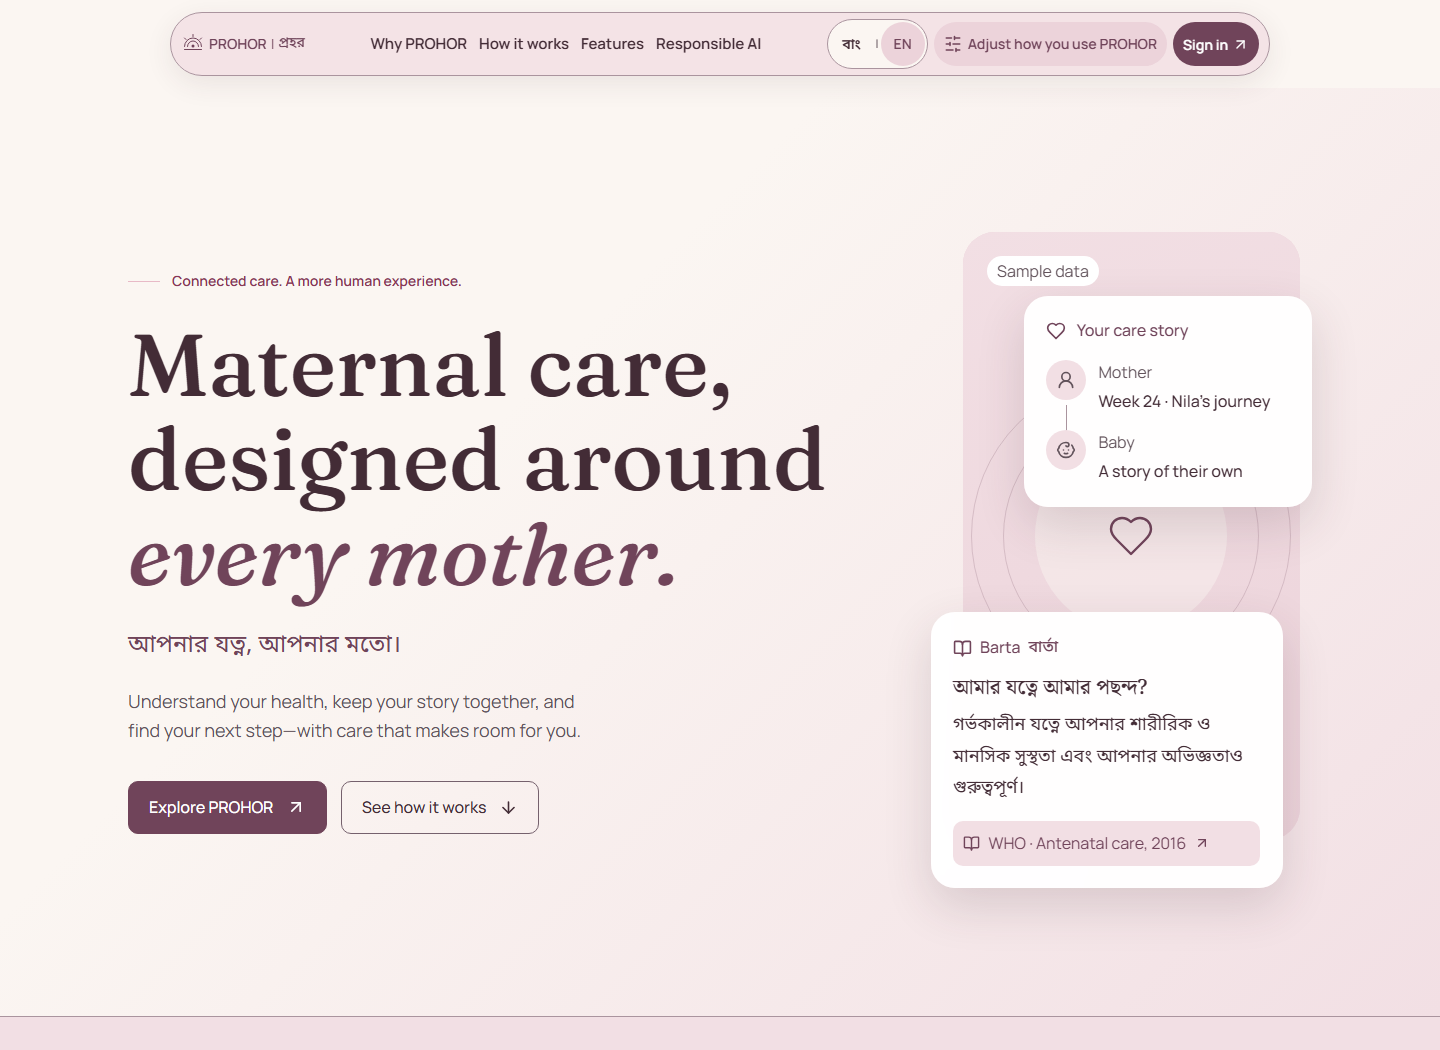 PROHOR | প্রহর
Why PROHOR How it works Features Responsible AI
বাং | EN
Adjust how you use PROHOR
Sign in
Connected care. A more human experience.
Maternal care,
designed around
every mother.
আপনার যত্ন, আপনার মতো।
Understand your health, keep your story together, and
find your next step—with care that makes room for you.
Explore PROHOR
See how it works
Sample data
Your care story
Mother
Week 24 · Nila's journey
Baby
A story of their own
Barta বার্তা
আমার যত্নে আমার পছন্দ?
গর্ভকালীন যত্নে আপনার শারীরিক ও
মানসিক সুস্থতা এবং আপনার অভিজ্ঞতাও
গুরুত্বপূর্ণ।
WHO · Antenatal care, 2016